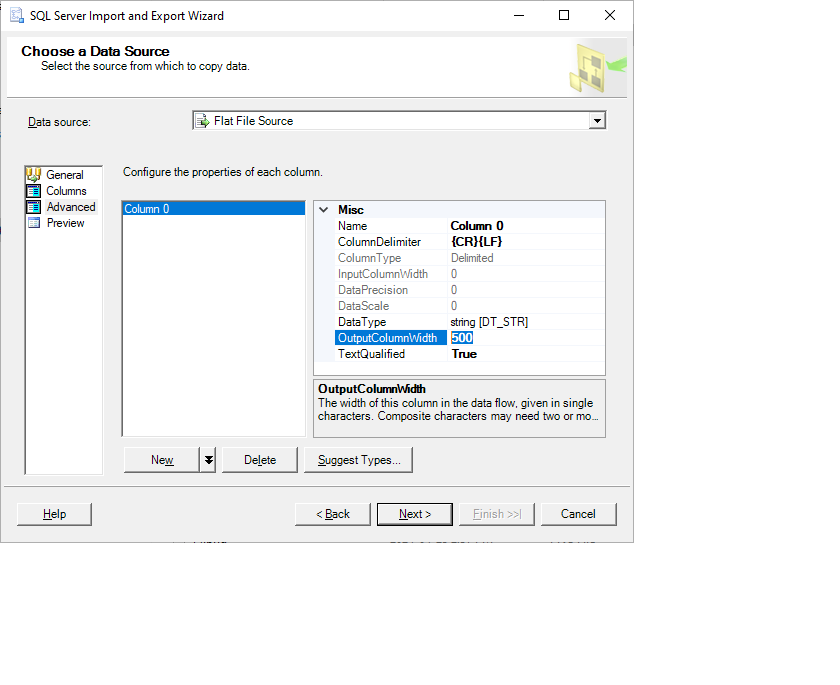 SQL Server Import and Export Wizard
Choose a Data Source
Select the source from which to copy data.
Data source:
Flat File Source
General
Columns
Advanced
Preview
Configure the properties of each column.
Column 0
Misc
Name Column 0
ColumnDelimiter {CR}{LF}
ColumnType Delimited
InputColumnWidth 0
DataPrecision 0
DataScale 0
DataType string [DT_STR]
OutputColumnWidth 500
TextQualified True
OutputColumnWidth
The width of this column in the data flow, given in single
characters. Composite characters may need two or mo...
New
Delete
Suggest Types...
Help
< Back
Next >
Finish >>|
Cancel